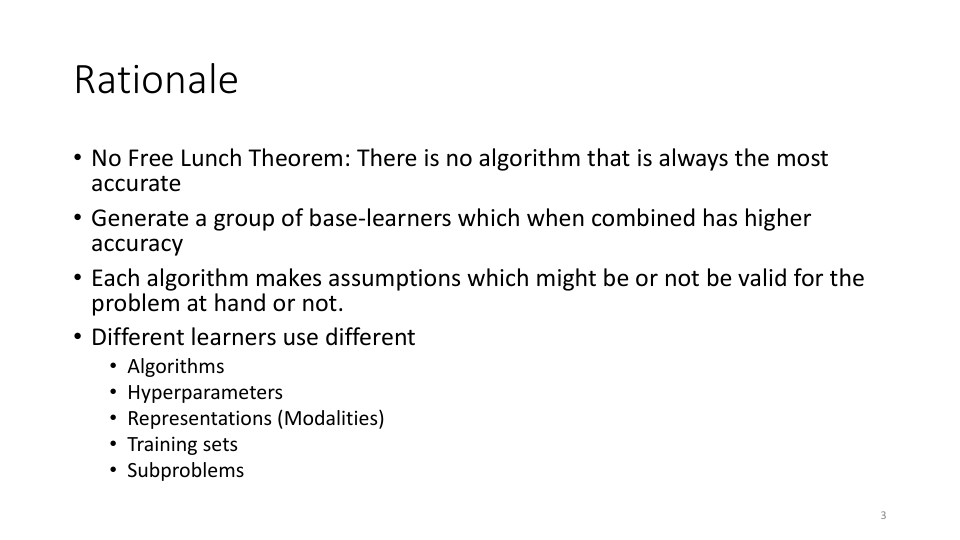 Rationale
• No Free Lunch Theorem: There is no algorithm that is always the most
accurate
• Generate a group of base-learners which when combined has higher
accuracy
• Each algorithm makes assumptions which might be or not be valid for the
problem at hand or not.
• Different learners use different
• Algorithms
• Hyperparameters
• Representations (Modalities)
• Training sets
• Subproblems
3